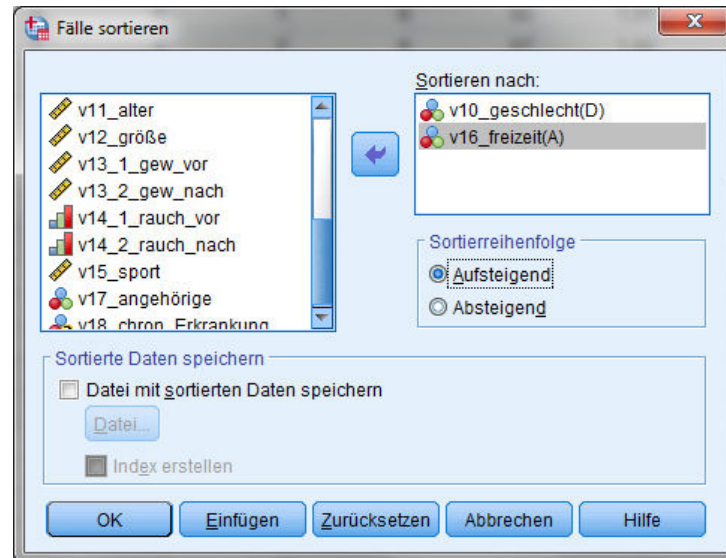 Fälle sortieren
v11_alter
v12_größe
v13_1_gew_vor
v13_2_gew_nach
v14_1_rauch_vor
v14_2_rauch_nach
v15_sport
v17_angehörige
v18_chron_Erkrankung
Sortieren nach:
v10_geschlecht(D)
v16_freizeit(A)
Sortierreihenfolge
Aufsteigend
Absteigend
Sortierte Daten speichern
Datei mit sortierten Daten speichern
Datei...
Index erstellen
OK Einfügen Zurücksetzen Abbrechen Hilfe